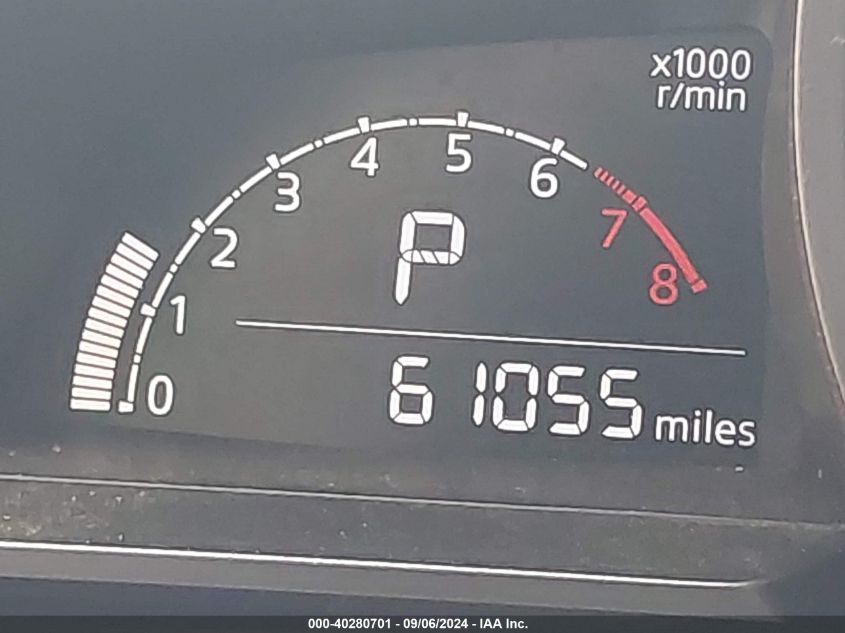 x1000
r/min
0 1 2 3 4 5 6 7 8
P
61055 miles
000-40280701 - 09/06/2024 - IAA Inc.